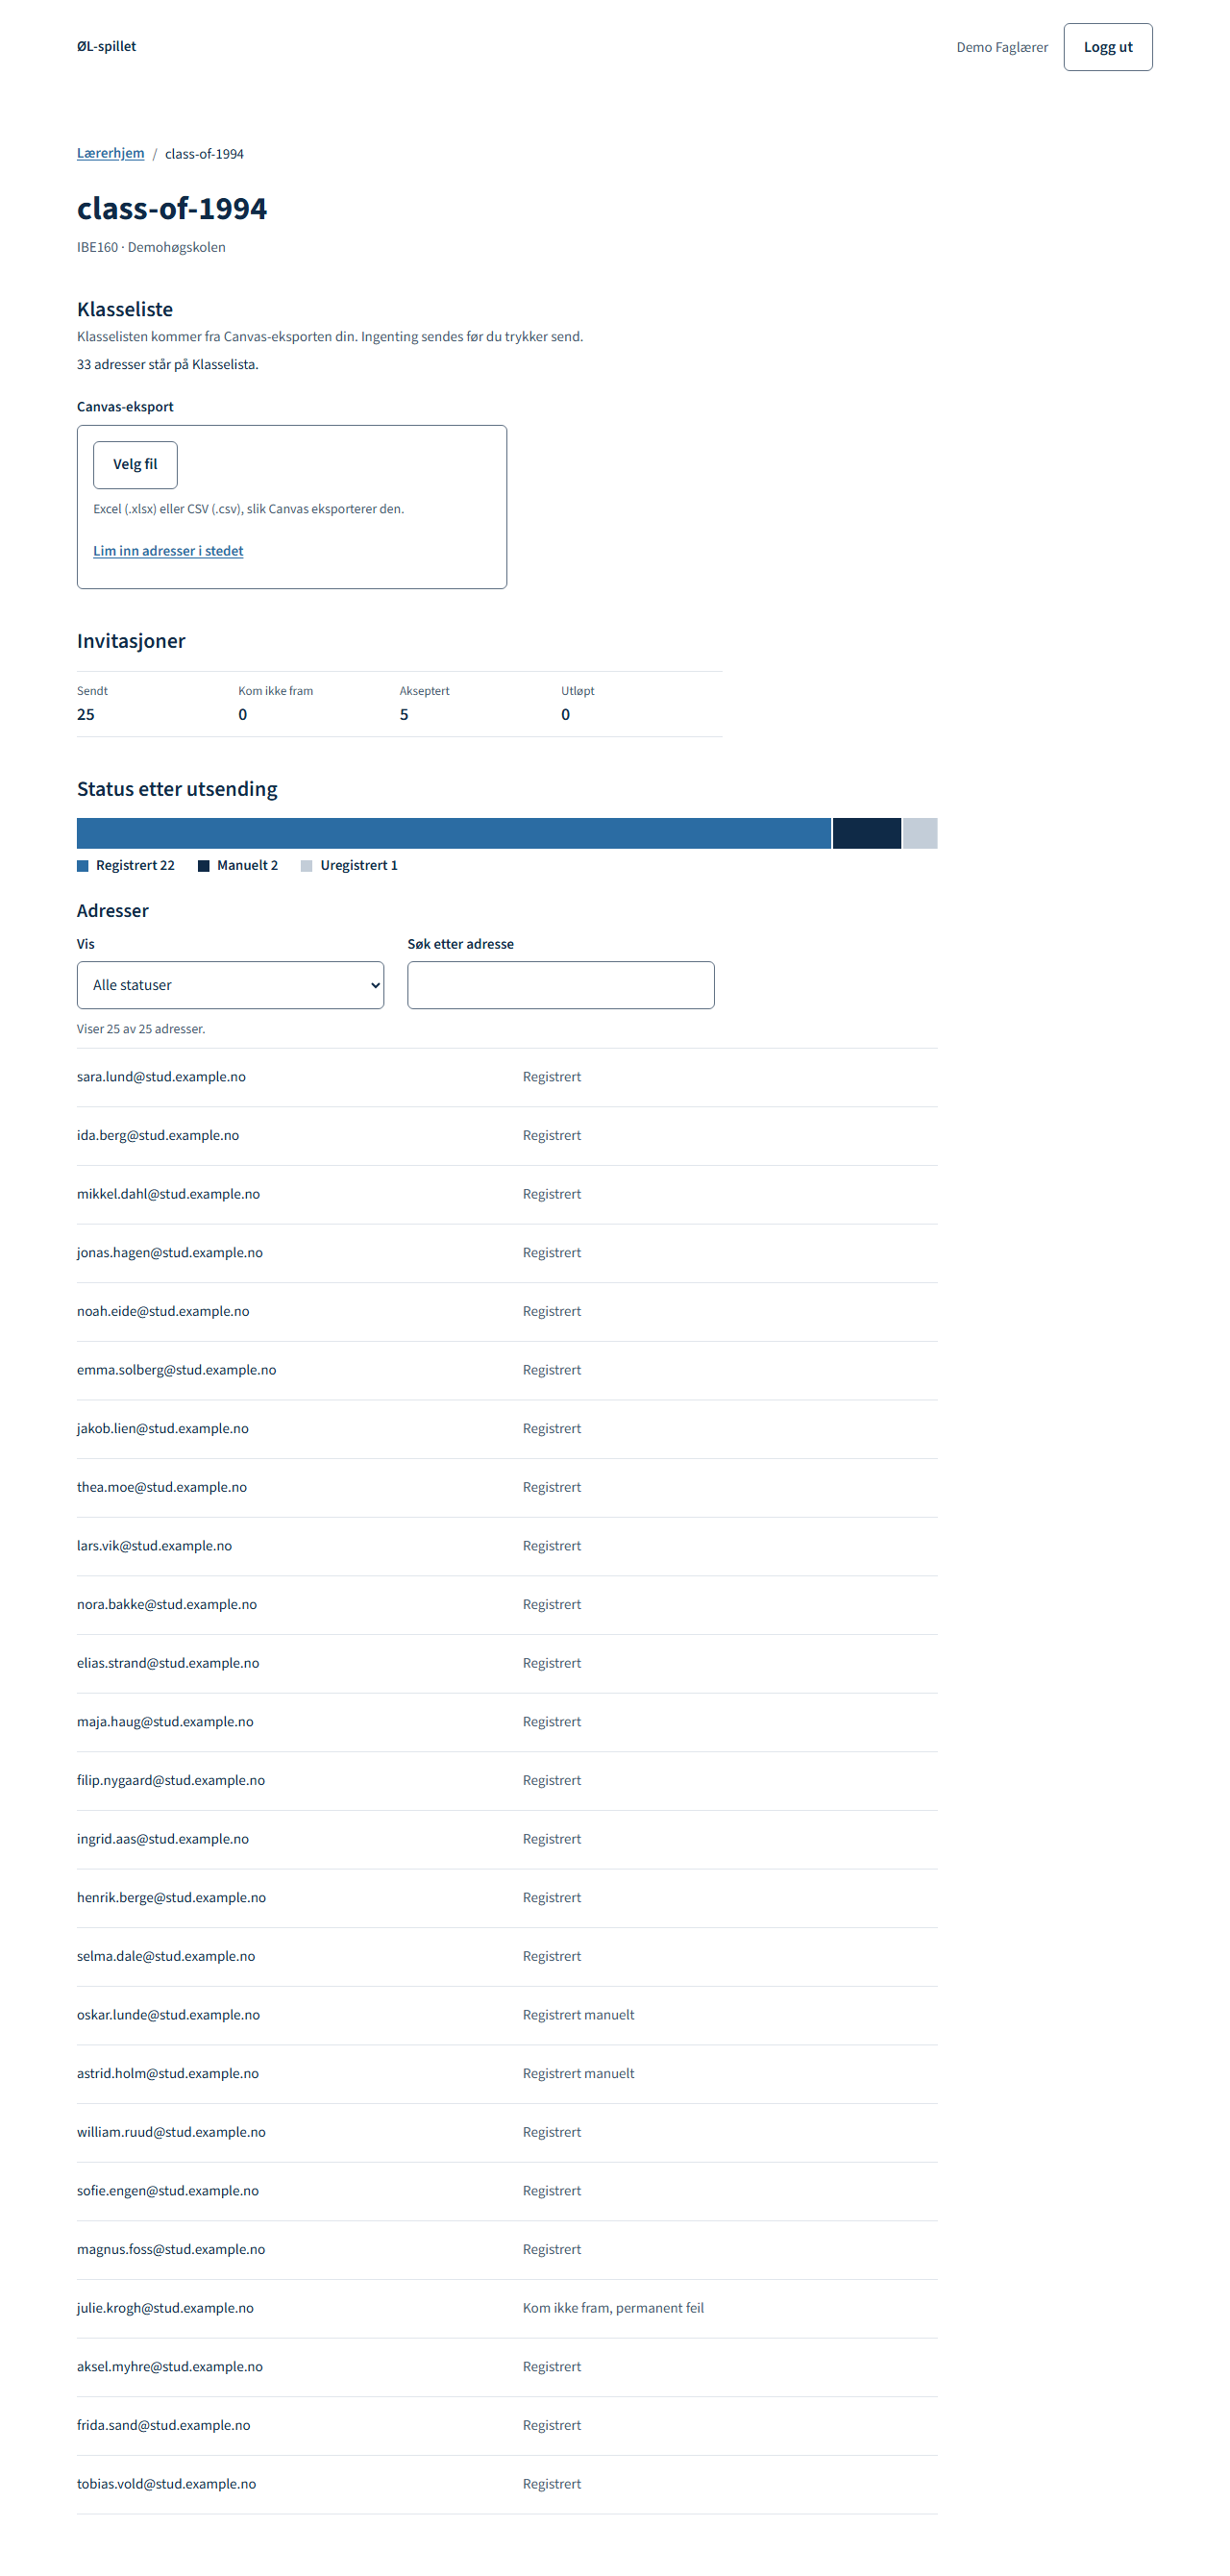 ØL-spillet
Demo Faglærer
Logg ut
Lærerhjem / class-of-1994
class-of-1994
IBE160 · Demohøgskolen
Klasseliste
Klasselisten kommer fra Canvas-eksporten din. Ingenting sendes før du trykker send.
33 adresser står på Klasselista.
Canvas-eksport
Velg fil
Excel (.xlsx) eller CSV (.csv), slik Canvas eksporterer den.
Lim inn adresser i stedet
Invitasjoner
Sendt Kom ikke fram Akseptert Utløpt
25 0 5 0
Status etter utsending
Registrert 22 Manuelt 2 Uregistrert 1
Adresser
Vis Søk etter adresse
Alle statuser
Viser 25 av 25 adresser.
sara.lund@stud.example.no Registrert
ida.berg@stud.example.no Registrert
mikkel.dahl@stud.example.no Registrert
jonas.hagen@stud.example.no Registrert
noah.eide@stud.example.no Registrert
emma.solberg@stud.example.no Registrert
jakob.lien@stud.example.no Registrert
thea.moe@stud.example.no Registrert
lars.vik@stud.example.no Registrert
nora.bakke@stud.example.no Registrert
elias.strand@stud.example.no Registrert
maja.haug@stud.example.no Registrert
filip.nygaard@stud.example.no Registrert
ingrid.aas@stud.example.no Registrert
henrik.berge@stud.example.no Registrert
selma.dale@stud.example.no Registrert
oskar.lunde@stud.example.no Registrert manuelt
astrid.holm@stud.example.no Registrert manuelt
william.ruud@stud.example.no Registrert
sofie.engen@stud.example.no Registrert
magnus.foss@stud.example.no Registrert
julie.krogh@stud.example.no Kom ikke fram, permanent feil
aksel.myhre@stud.example.no Registrert
frida.sand@stud.example.no Registrert
tobias.vold@stud.example.no Registrert